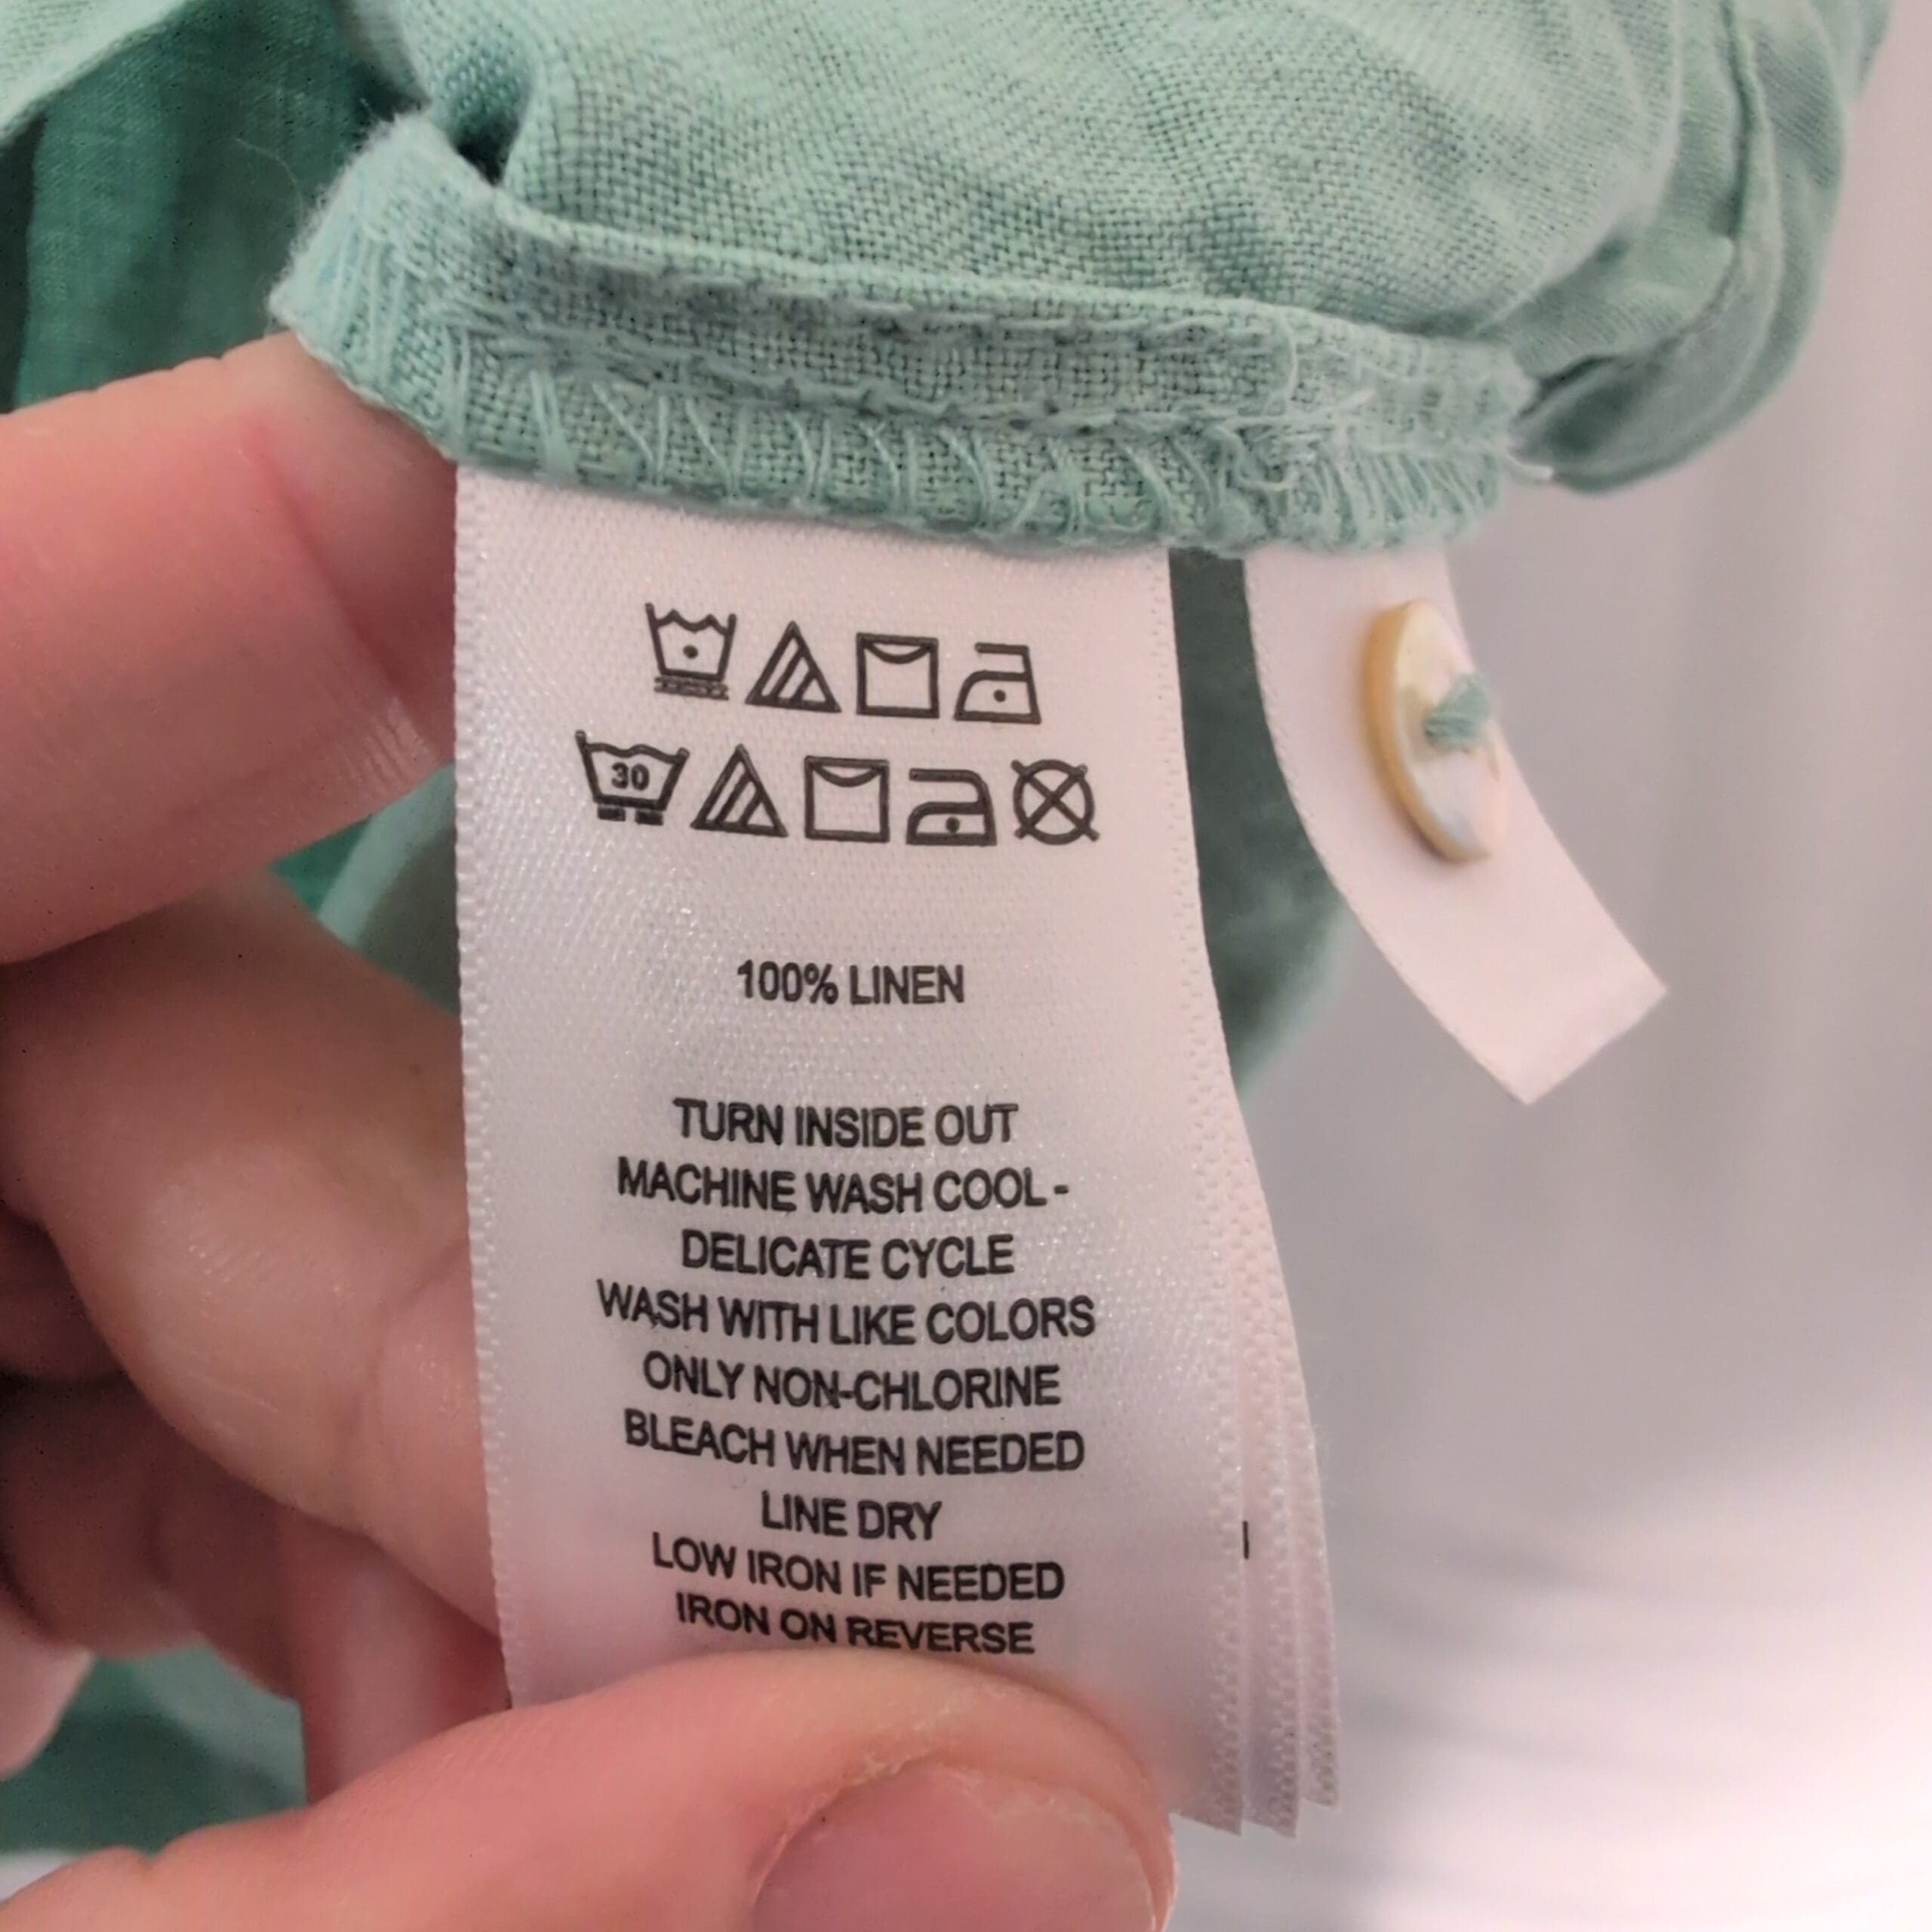 30
100% LINEN
TURN INSIDE OUT
MACHINE WASH COOL -
DELICATE CYCLE
WASH WITH LIKE COLORS
ONLY NON-CHLORINE
BLEACH WHEN NEEDED
LINE DRY
LOW IRON IF NEEDED
IRON ON REVERSE